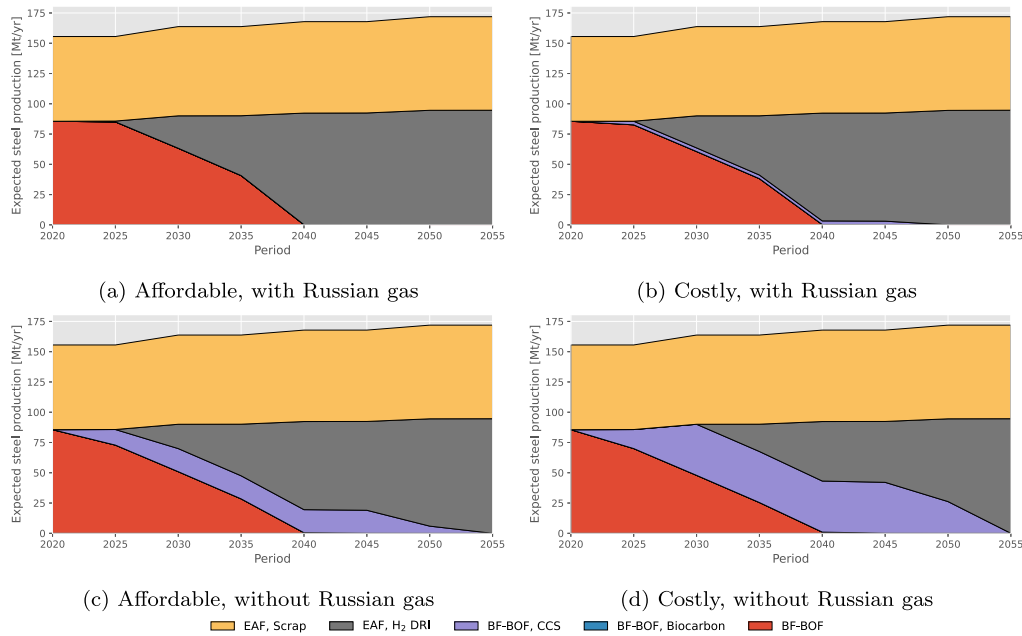 Expected steel production [Mt/yr]
175
150
125
100
75
50
25
0
2020 2025 2030 2035 2040 2045 2050 2055
Period
(a) Affordable, with Russian gas
Expected steel production [Mt/yr]
175
150
125
100
75
50
25
0
2020 2025 2030 2035 2040 2045 2050 2055
Period
(b) Costly, with Russian gas
Expected steel production [Mt/yr]
175
150
125
100
75
50
25
0
2020 2025 2030 2035 2040 2045 2050 2055
Period
(c) Affordable, without Russian gas
Expected steel production [Mt/yr]
175
150
125
100
75
50
25
0
2020 2025 2030 2035 2040 2045 2050 2055
Period
(d) Costly, without Russian gas
EAF, Scrap EAF, H₂ DRI BF-BOF, CCS BF-BOF, Biocarbon BF-BOF